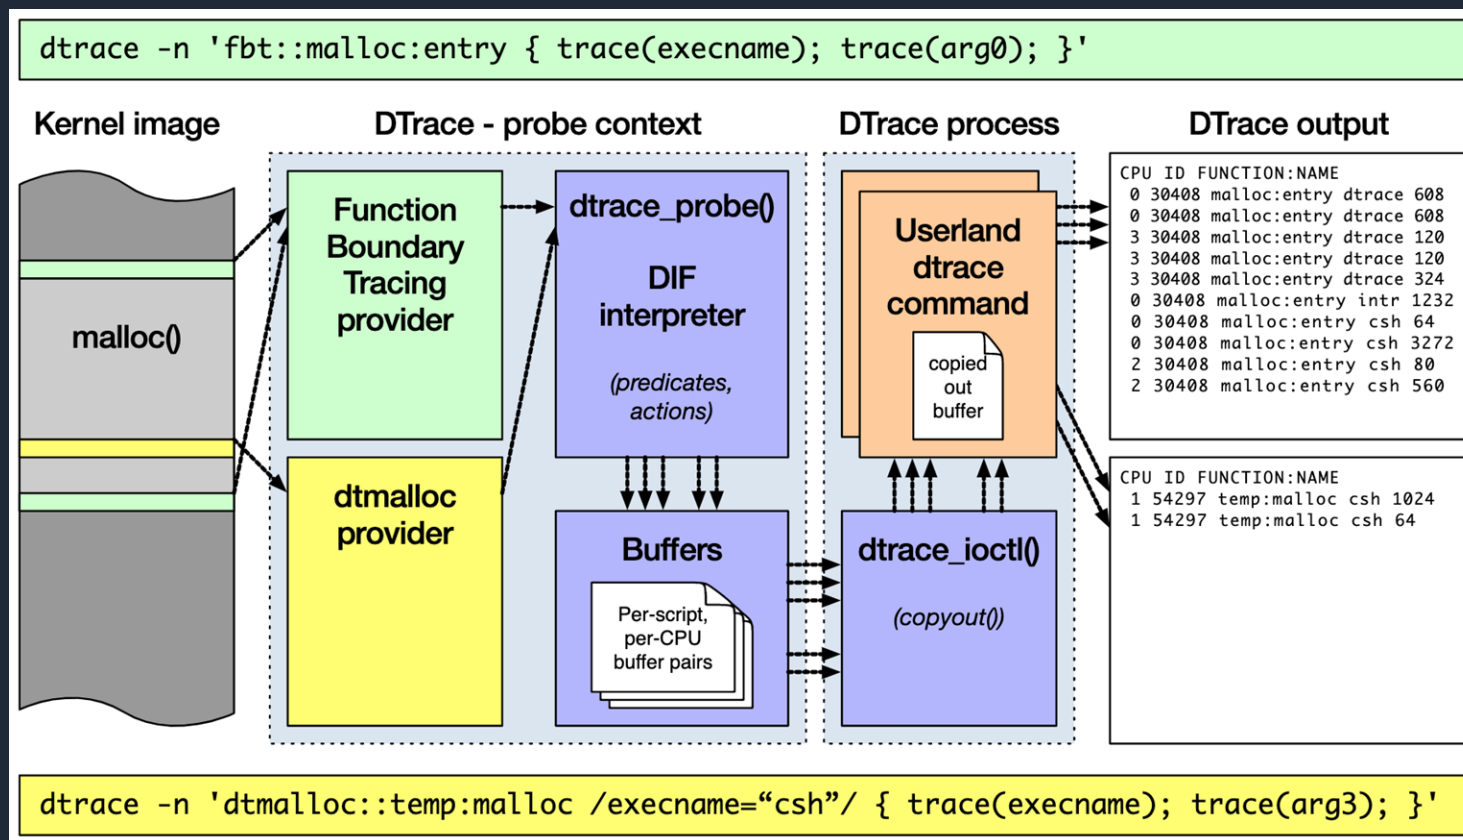 dtrace -n 'fbt::malloc:entry { trace(execname); trace(arg0); }'
Kernel image
DTrace - probe context
DTrace process
DTrace output
malloc()
Function
Boundary
Tracing
provider
dtmalloc
provider
dtrace_probe()
DIF
interpreter
(predicates,
actions)
Buffers
Per-script,
per-CPU
buffer pairs
Userland
dtrace
command
copied
out
buffer
dtrace_ioctl()
(copyout())
CPU ID FUNCTION:NAME
0 30408 malloc:entry dtrace 608
0 30408 malloc:entry dtrace 608
3 30408 malloc:entry dtrace 120
3 30408 malloc:entry dtrace 120
3 30408 malloc:entry dtrace 324
0 30408 malloc:entry intr 1232
0 30408 malloc:entry csh 64
0 30408 malloc:entry csh 3272
2 30408 malloc:entry csh 80
2 30408 malloc:entry csh 560
CPU ID FUNCTION:NAME
1 54297 temp:malloc csh 1024
1 54297 temp:malloc csh 64
dtrace -n 'dtmalloc::temp:malloc /execname=“csh”/ { trace(execname); trace(arg3); }'